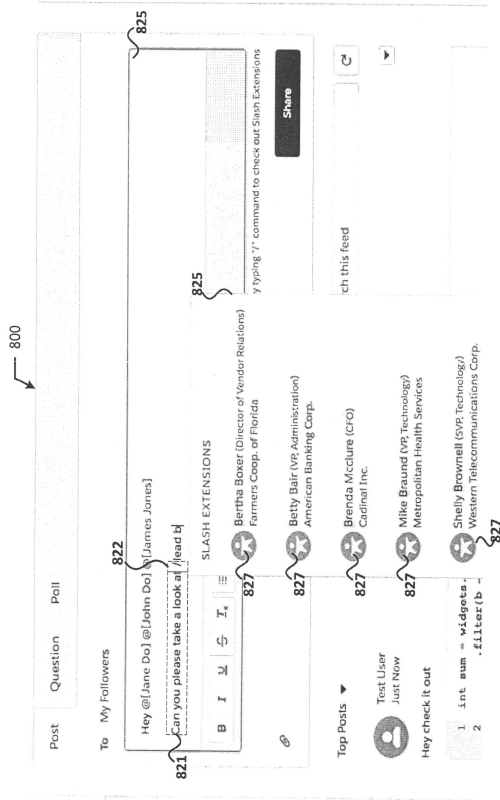 800
Post Question Poll
To My Followers
825
Hey @[Jane Do] @[John Do] @[James Jones]
822
Can you please take a look at /lead b
821
B I U S Tx
y typing "/" command to check out Slash Extensions
Share
825
SLASH EXTENSIONS
Bertha Boxer (Director of Vendor Relations)
Farmers Coop. of Florida
827
Betty Bair (VP, Administration)
American Banking Corp.
827
Brenda Mcclure (CFO)
Cadinal Inc.
827
Mike Braund (VP, Technology)
Metropolitan Health Services
827
Shelly Brownell (SVP, Technology)
Western Telecommunications Corp.
827
rch this feed
Top Posts
Test User
Just Now
Hey check it out
1 int sum = widgets.
2 .filter(b -